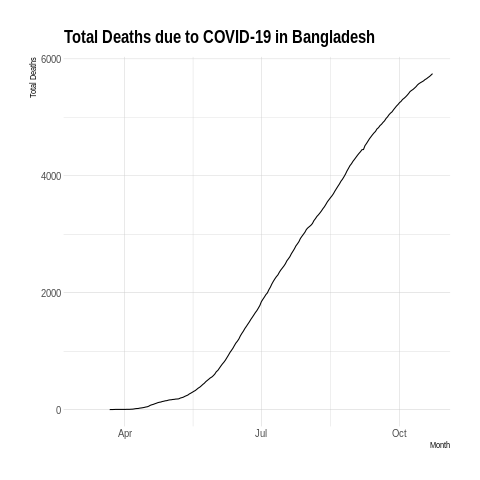 Total Deaths due to COVID-19 in Bangladesh
Total Deaths
6000
4000
2000
0
Apr Jul Oct
Month